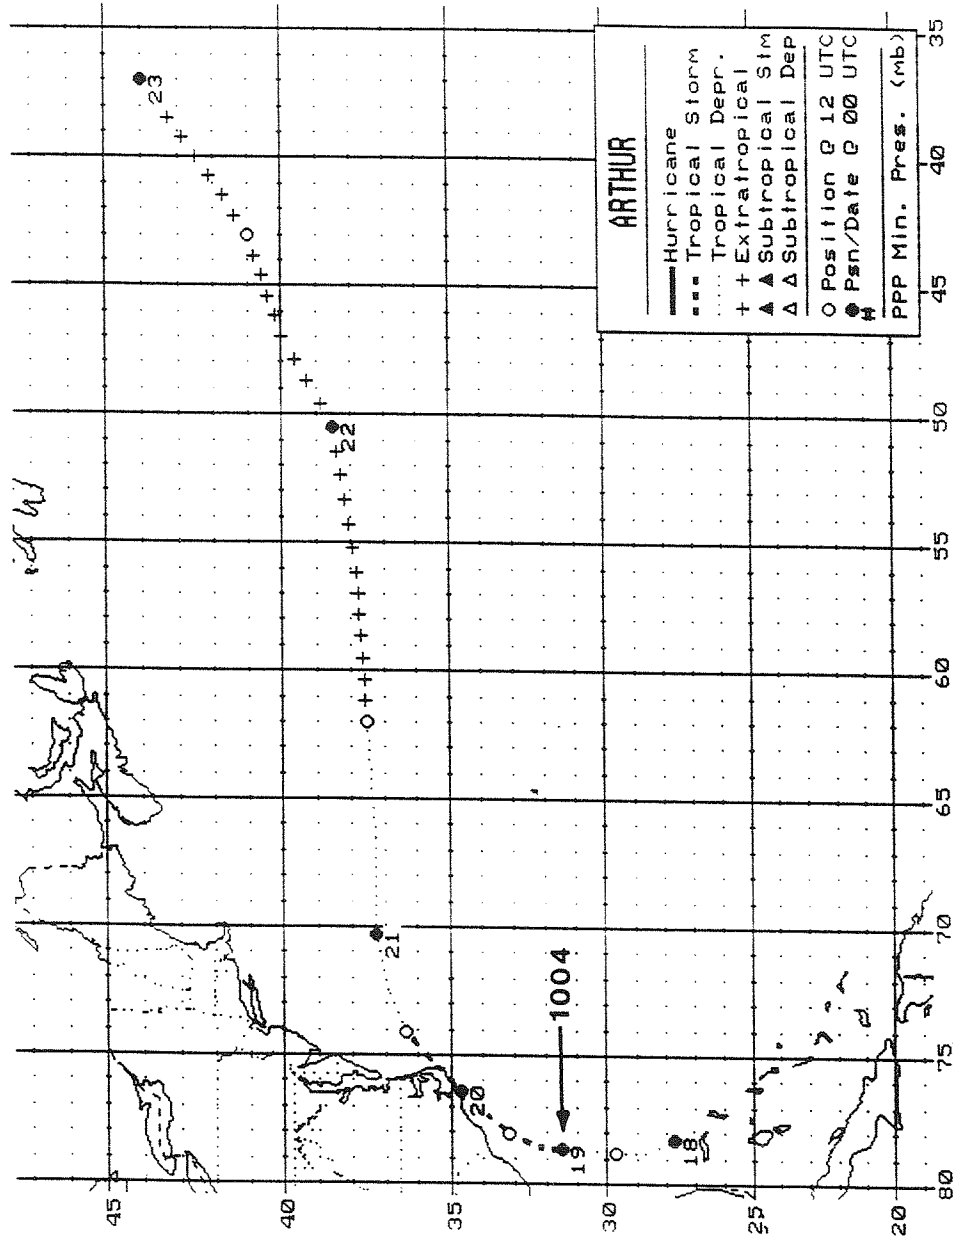 ARTHUR
Hurricane
Tropical Storm
Tropical Depr.
+ Extratropical
▲ Subtropical Stm
△ Subtropical Dep
○ Position @ 12 UTC
● Psn/Date @ 00 UTC
#
PPP Min. Pres. (mb)
23
22
21
20
19
18
1004
45
40
35
30
25
20
80
75
70
65
60
55
50
45
40
35